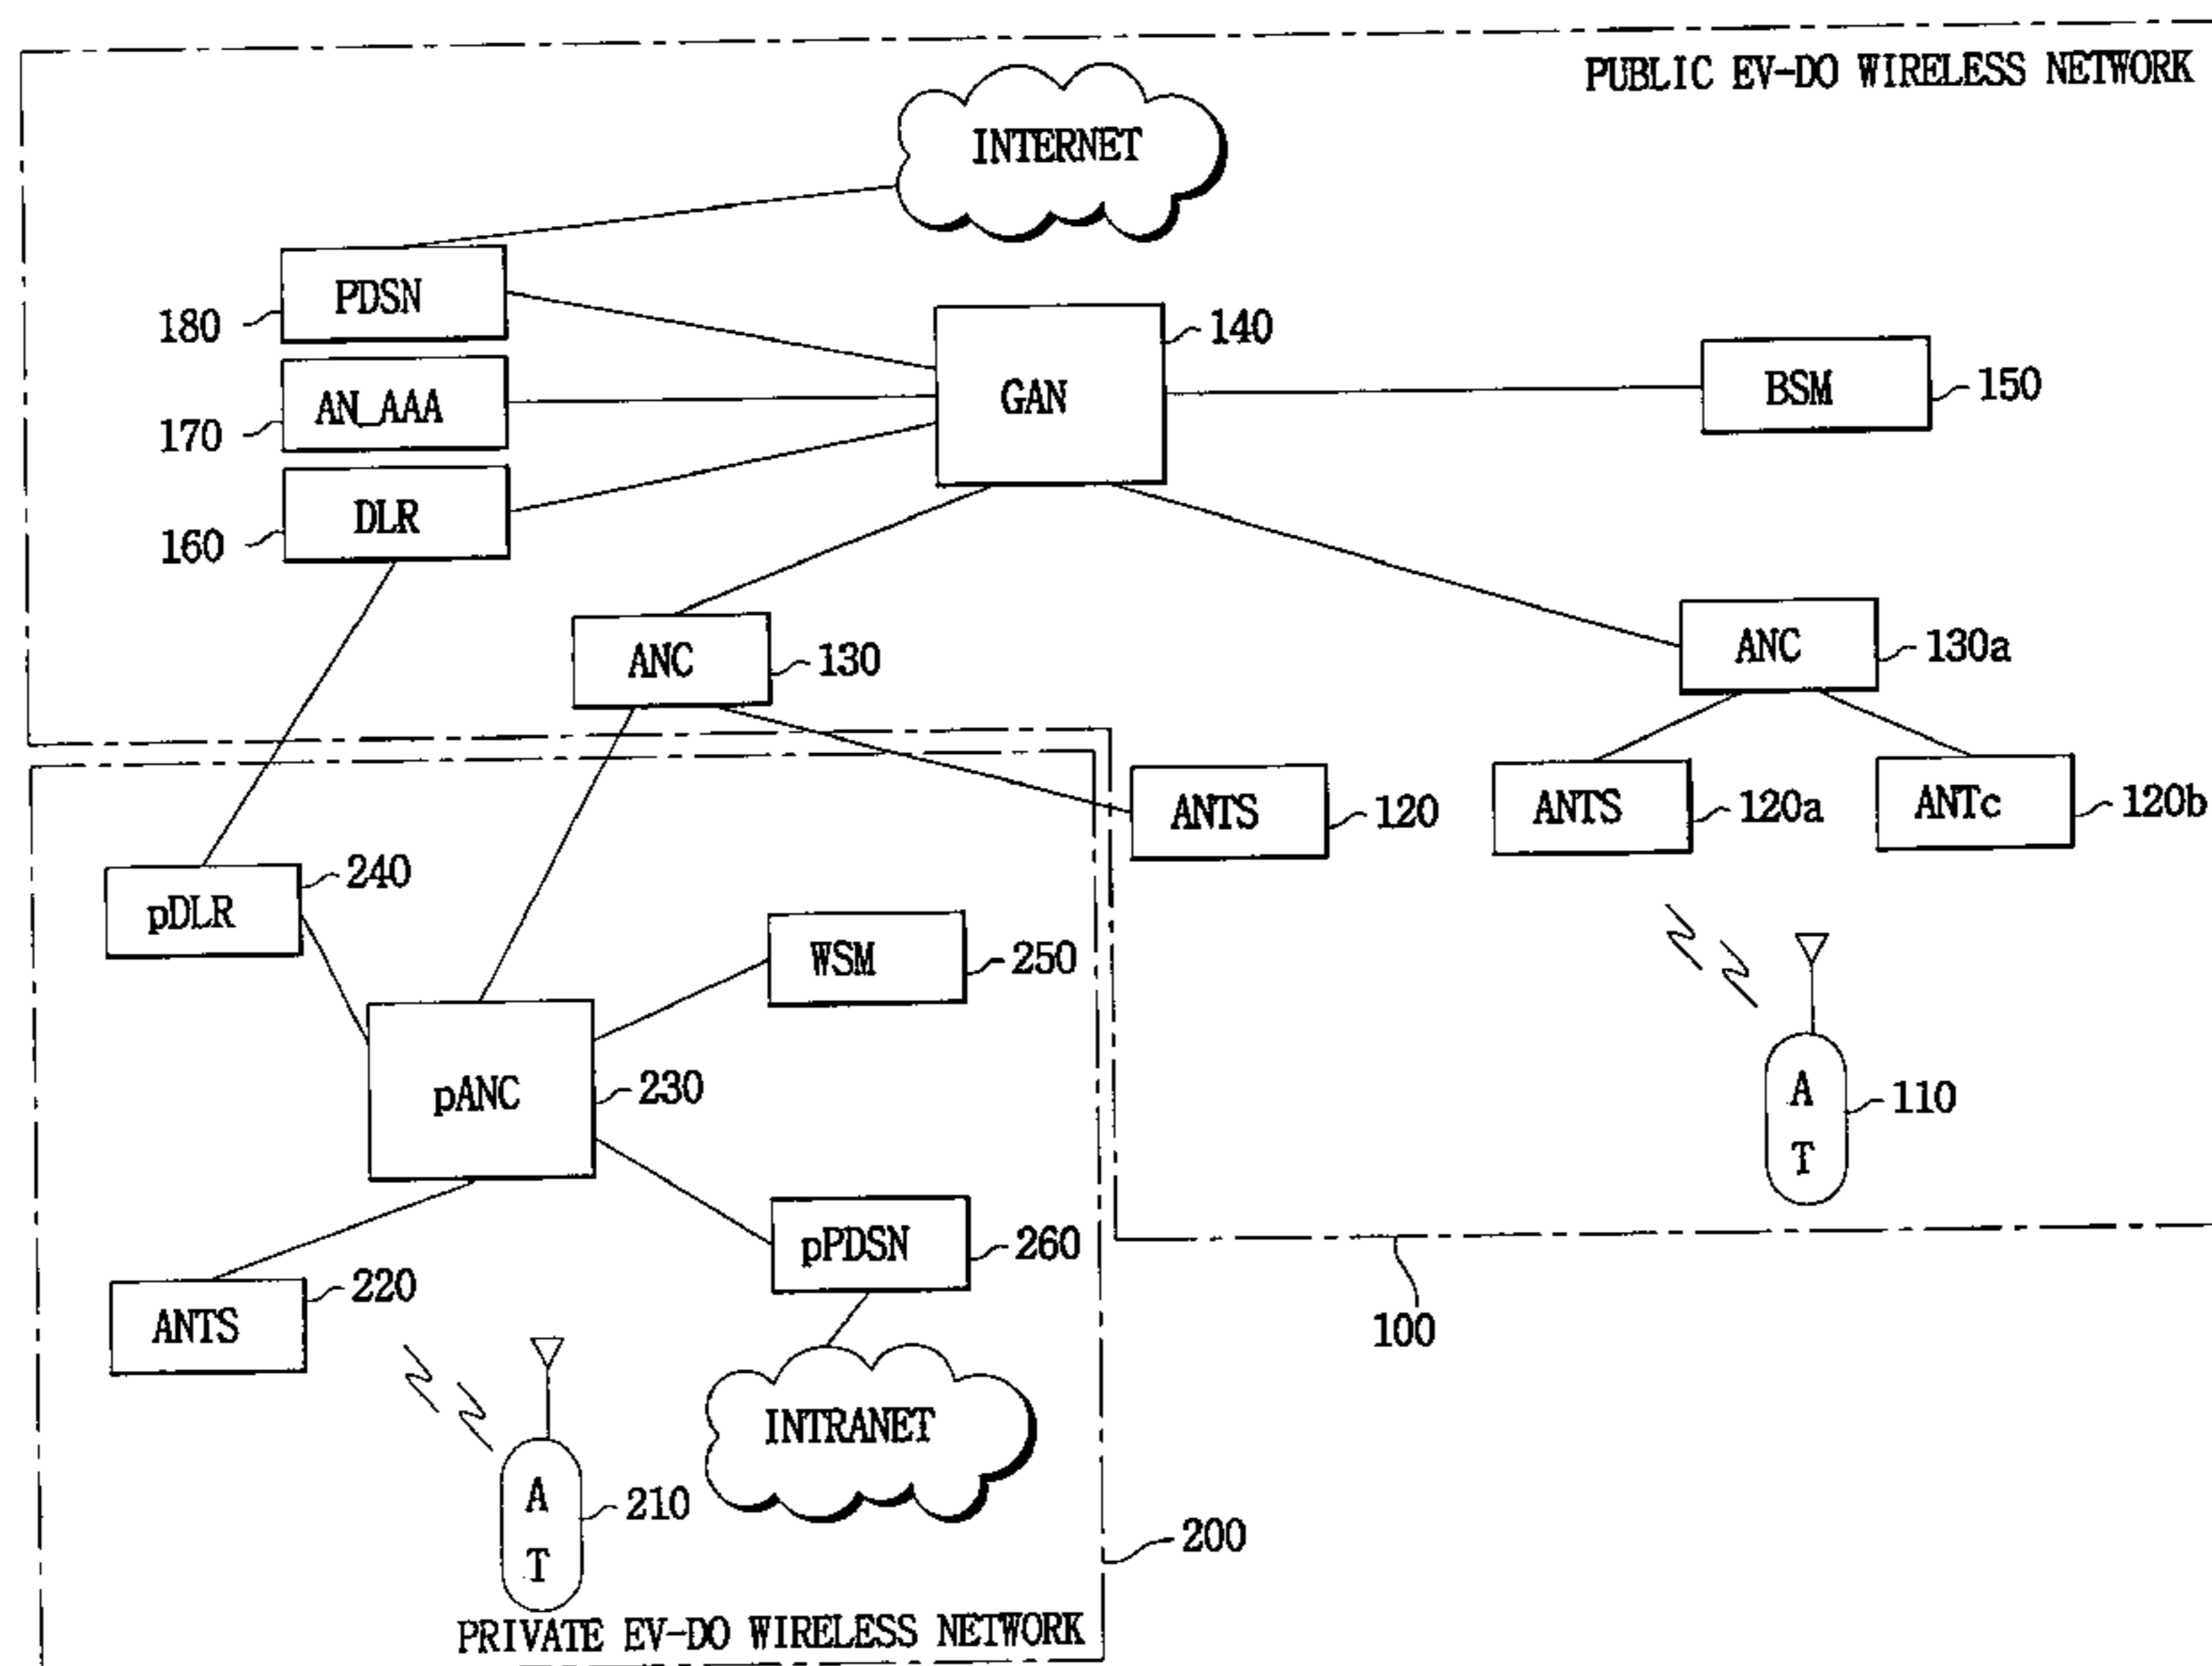 PUBLIC EV-DO WIRELESS NETWORK
INTERNET
PDSN
180
140
GAN
BSM
150
AN_AAA
170
DLR
160
ANC
130
ANC
130a
ANTS
120
ANTS
120a
ANTc
120b
240
pDLR
WSM
250
pANC
230
A
T
110
pPDSN
260
220
ANTS
100
INTRANET
A
T
210
200
PRIVATE EV-DO WIRELESS NETWORK